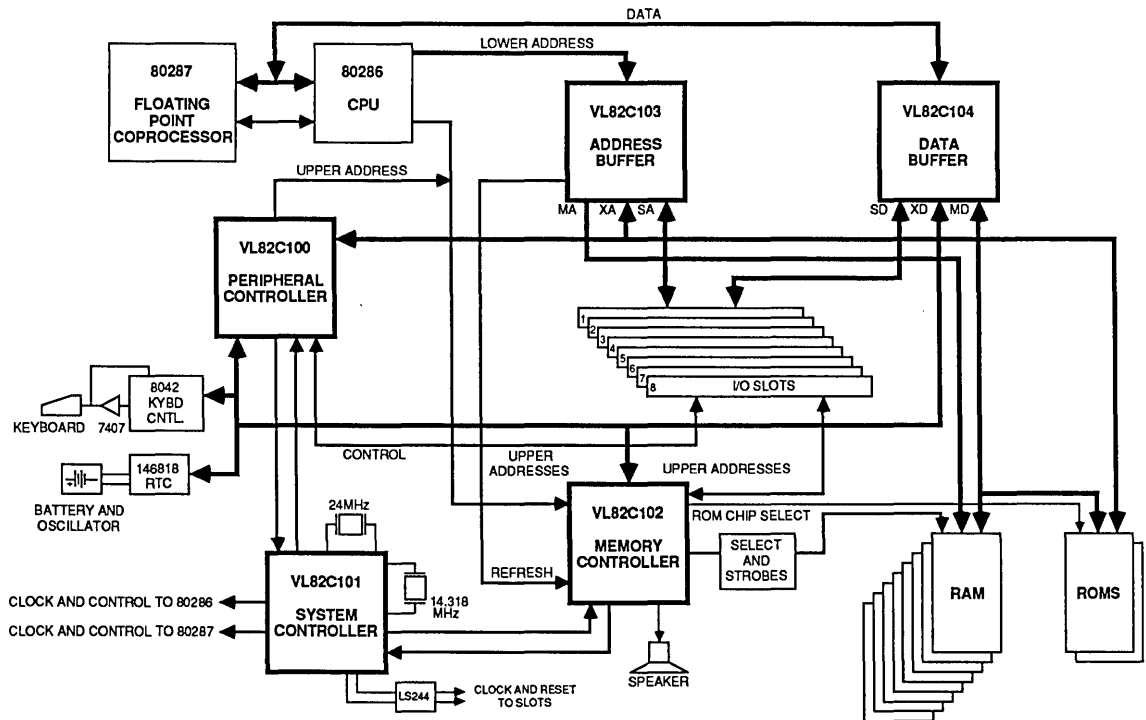 DATA
LOWER ADDRESS
80287
FLOATING
POINT
COPROCESSOR
80286
CPU
VL82C103
ADDRESS
BUFFER
VL82C104
DATA
BUFFER
UPPER ADDRESS
MA XA SA
SD XD MD
VL82C100
PERIPHERAL
CONTROLLER
1
2
3
4
5
6
7
8
I/O SLOTS
8042
KYBD
CNTL.
KEYBOARD
7407
CONTROL
UPPER
ADDRESSES
UPPER ADDRESSES
146818
RTC
BATTERY AND
OSCILLATOR
24MHz
VL82C102
MEMORY
CONTROLLER
ROM CHIP SELECT
SELECT
AND
STROBES
REFRESH
RAM
ROMS
VL82C101
SYSTEM
CONTROLLER
14.318
MHz
CLOCK AND CONTROL TO 80286
CLOCK AND CONTROL TO 80287
SPEAKER
LS244
CLOCK AND RESET
TO SLOTS